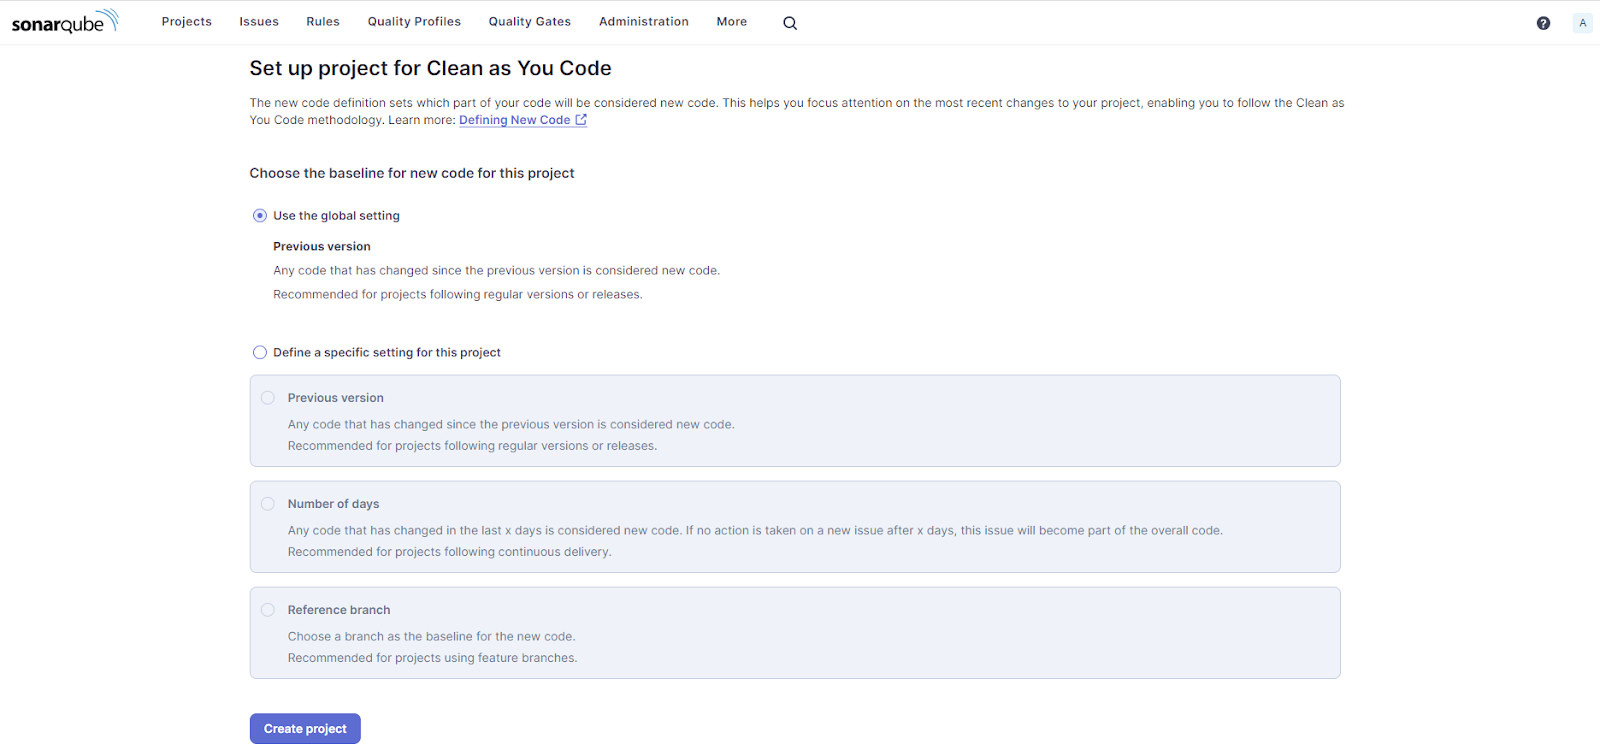 sonarqube Projects Issues Rules Quality Profiles Quality Gates Administration More ? A
Set up project for Clean as You Code
The new code definition sets which part of your code will be considered new code. This helps you focus attention on the most recent changes to your project, enabling you to follow the Clean as
You Code methodology. Learn more: Defining New Code
Choose the baseline for new code for this project
Use the global setting
Previous version
Any code that has changed since the previous version is considered new code.
Recommended for projects following regular versions or releases.
Define a specific setting for this project
Previous version
Any code that has changed since the previous version is considered new code.
Recommended for projects following regular versions or releases.
Number of days
Any code that has changed in the last x days is considered new code. If no action is taken on a new issue after x days, this issue will become part of the overall code.
Recommended for projects following continuous delivery.
Reference branch
Choose a branch as the baseline for the new code.
Recommended for projects using feature branches.
Create project